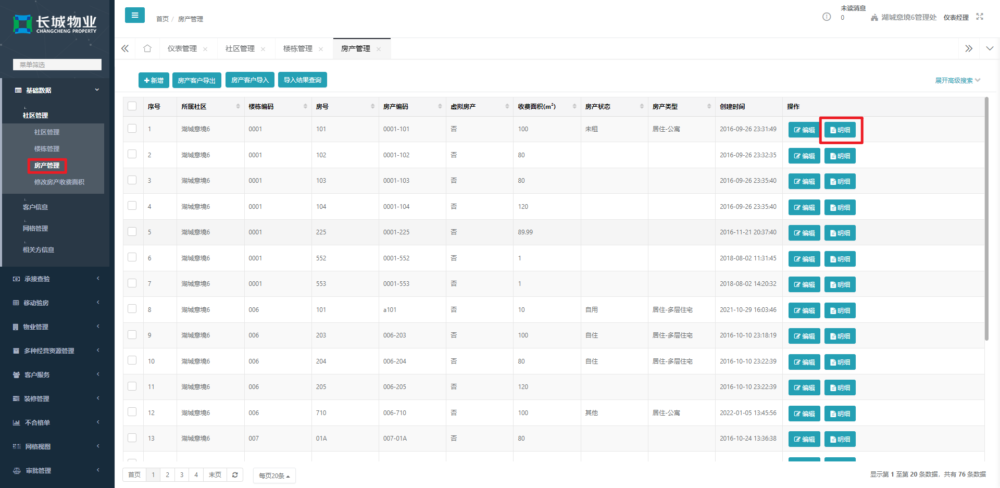 长城物业
CHANGCHENG PROPERTY
菜单筛选
基础数据
社区管理
社区管理
楼栋管理
房产管理
修改房产收费面积
客户信息
网格管理
相关方信息
承接查验
移动验房
物业管理
多种经营资源管理
客户服务
装修管理
不合格单
网格视图
审批管理
首页 / 房产管理
未读消息
0
湖城意境6管理处 仪表经理
仪表管理 社区管理 楼栋管理 房产管理
新增 房产客户导出 房产客户导入 导入结果查询 展开高级搜索
序号 所属社区 楼栋编码 房号 房产编码 虚拟房产 收费面积(m²) 房产状态 房产类型 创建时间 操作
1 湖城意境6 0001 101 0001-101 否 100 未租 居住-公寓 2016-09-26 23:31:49 编辑 明细
2 湖城意境6 0001 102 0001-102 否 80 2016-09-26 23:32:35 编辑 明细
3 湖城意境6 0001 103 0001-103 否 80 2016-09-26 23:35:40 编辑 明细
4 湖城意境6 0001 104 0001-104 否 120 2016-09-26 23:35:40 编辑 明细
5 湖城意境6 0001 225 0001-225 否 89.99 2016-11-21 20:37:40 编辑 明细
6 湖城意境6 0001 552 0001-552 否 1 2018-08-02 11:31:45 编辑 明细
7 湖城意境6 0001 553 0001-553 否 1 2018-08-02 14:20:32 编辑 明细
8 湖城意境6 006 101 a101 否 10 自用 居住-多层住宅 2021-10-29 16:03:46 编辑 明细
9 湖城意境6 006 203 006-203 否 100 自住 居住-多层住宅 2016-10-10 23:18:19 编辑 明细
10 湖城意境6 006 204 006-204 否 80 自住 居住-多层住宅 2016-10-10 23:22:39 编辑 明细
11 湖城意境6 006 205 006-205 否 120 2016-10-10 23:22:39 编辑 明细
12 湖城意境6 006 710 006-710 否 100 其他 居住-公寓 2022-01-05 13:45:56 编辑 明细
13 湖城意境6 007 01A 007-01A 否 80 2016-10-24 13:36:38 编辑 明细
首页 1 2 3 4 末页 每页20条 显示第 1 至第 20 条数据，共有 76 条数据